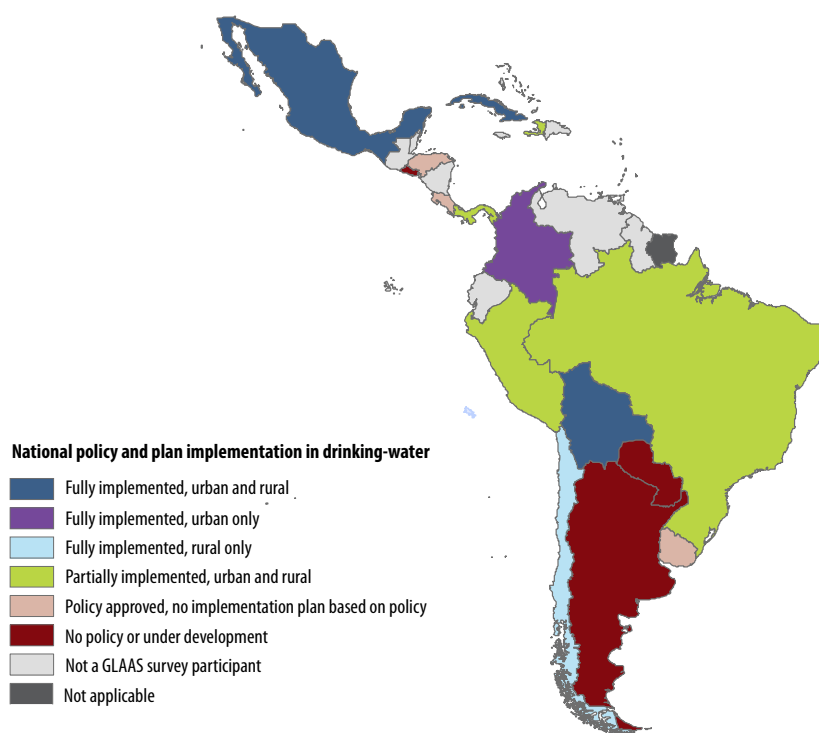 National policy and plan implementation in drinking-water
Fully implemented, urban and rural
Fully implemented, urban only
Fully implemented, rural only
Partially implemented, urban and rural
Policy approved, no implementation plan based on policy
No policy or under development
Not a GLAAS survey participant
Not applicable